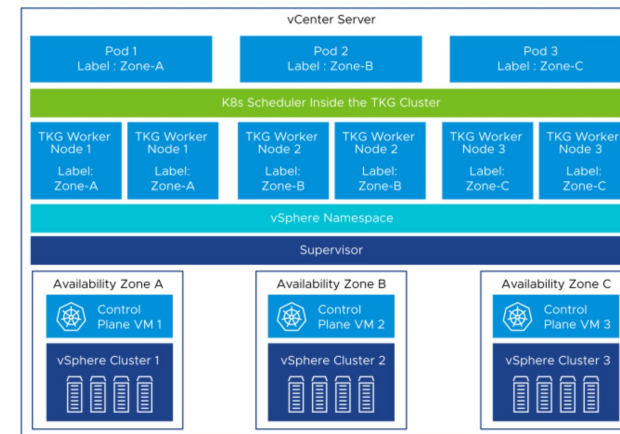 vCenter Server
Pod 1
Label : Zone-A
Pod 2
Label : Zone-B
Pod 3
Label : Zone-C
K8s Scheduler Inside the TKG Cluster
TKG Worker
Node 1
Label:
Zone-A
TKG Worker
Node 1
Label:
Zone-A
TKG Worker
Node 2
Label:
Zone-B
TKG Worker
Node 2
Label:
Zone-B
TKG Worker
Node 3
Label:
Zone-C
TKG Worker
Node 3
Label:
Zone-C
vSphere Namespace
Supervisor
Availability Zone A
Control
Plane VM 1
vSphere Cluster 1
Availability Zone B
Control
Plane VM 2
vSphere Cluster 2
Availability Zone C
Control
Plane VM 3
vSphere Cluster 3